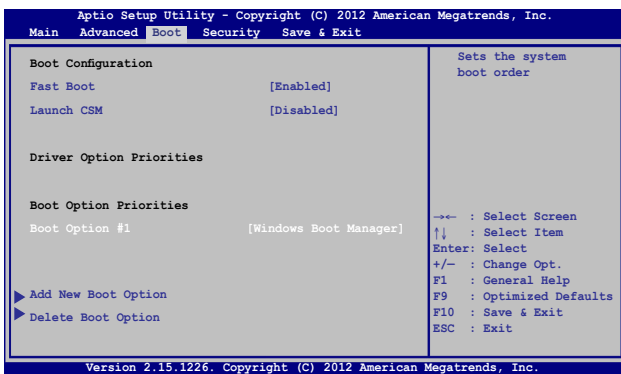 Aptio Setup Utility - Copyright (C) 2012 American Megatrends, Inc.
Main Advanced Boot Security Save & Exit
Boot Configuration
Fast Boot [Enabled]
Launch CSM [Disabled]
Driver Option Priorities
Boot Option Priorities
Boot Option #1 [Windows Boot Manager]
Add New Boot Option
Delete Boot Option
Sets the system
boot order
→← : Select Screen
↑↓ : Select Item
Enter: Select
+/— : Change Opt.
F1 : General Help
F9 : Optimized Defaults
F10 : Save & Exit
ESC : Exit
Version 2.15.1226. Copyright (C) 2012 American Megatrends, Inc.